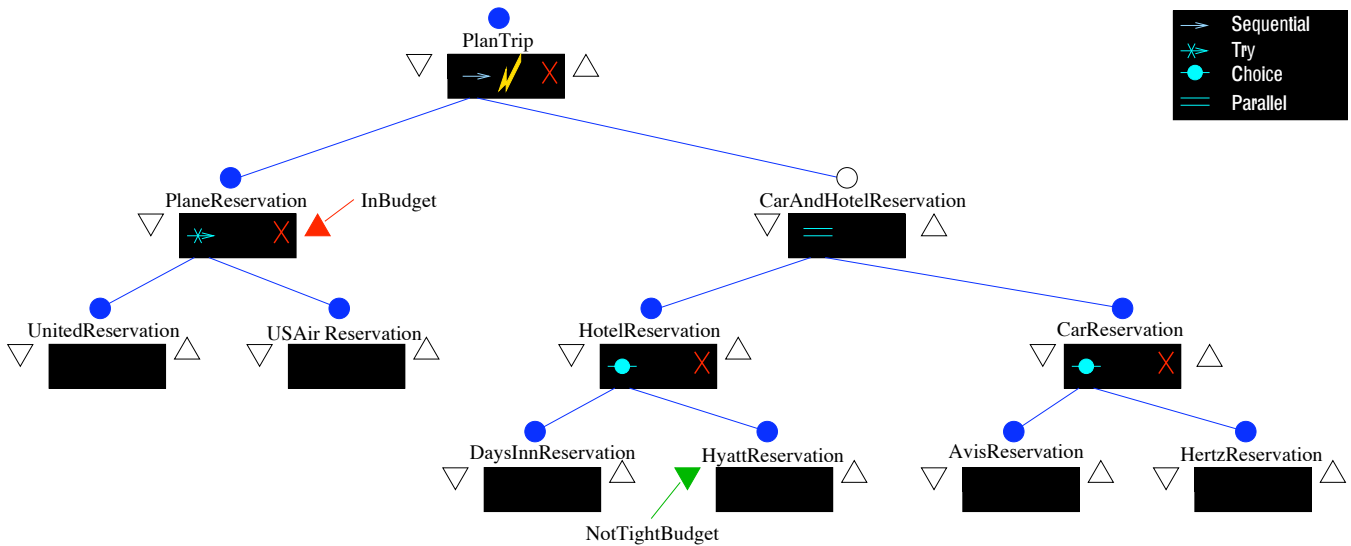 Sequential
Try
Choice
Parallel
PlanTrip
PlaneReservation
InBudget
CarAndHotelReservation
UnitedReservation
USAir Reservation
HotelReservation
CarReservation
DaysInnReservation
HyattReservation
AvisReservation
HertzReservation
NotTightBudget